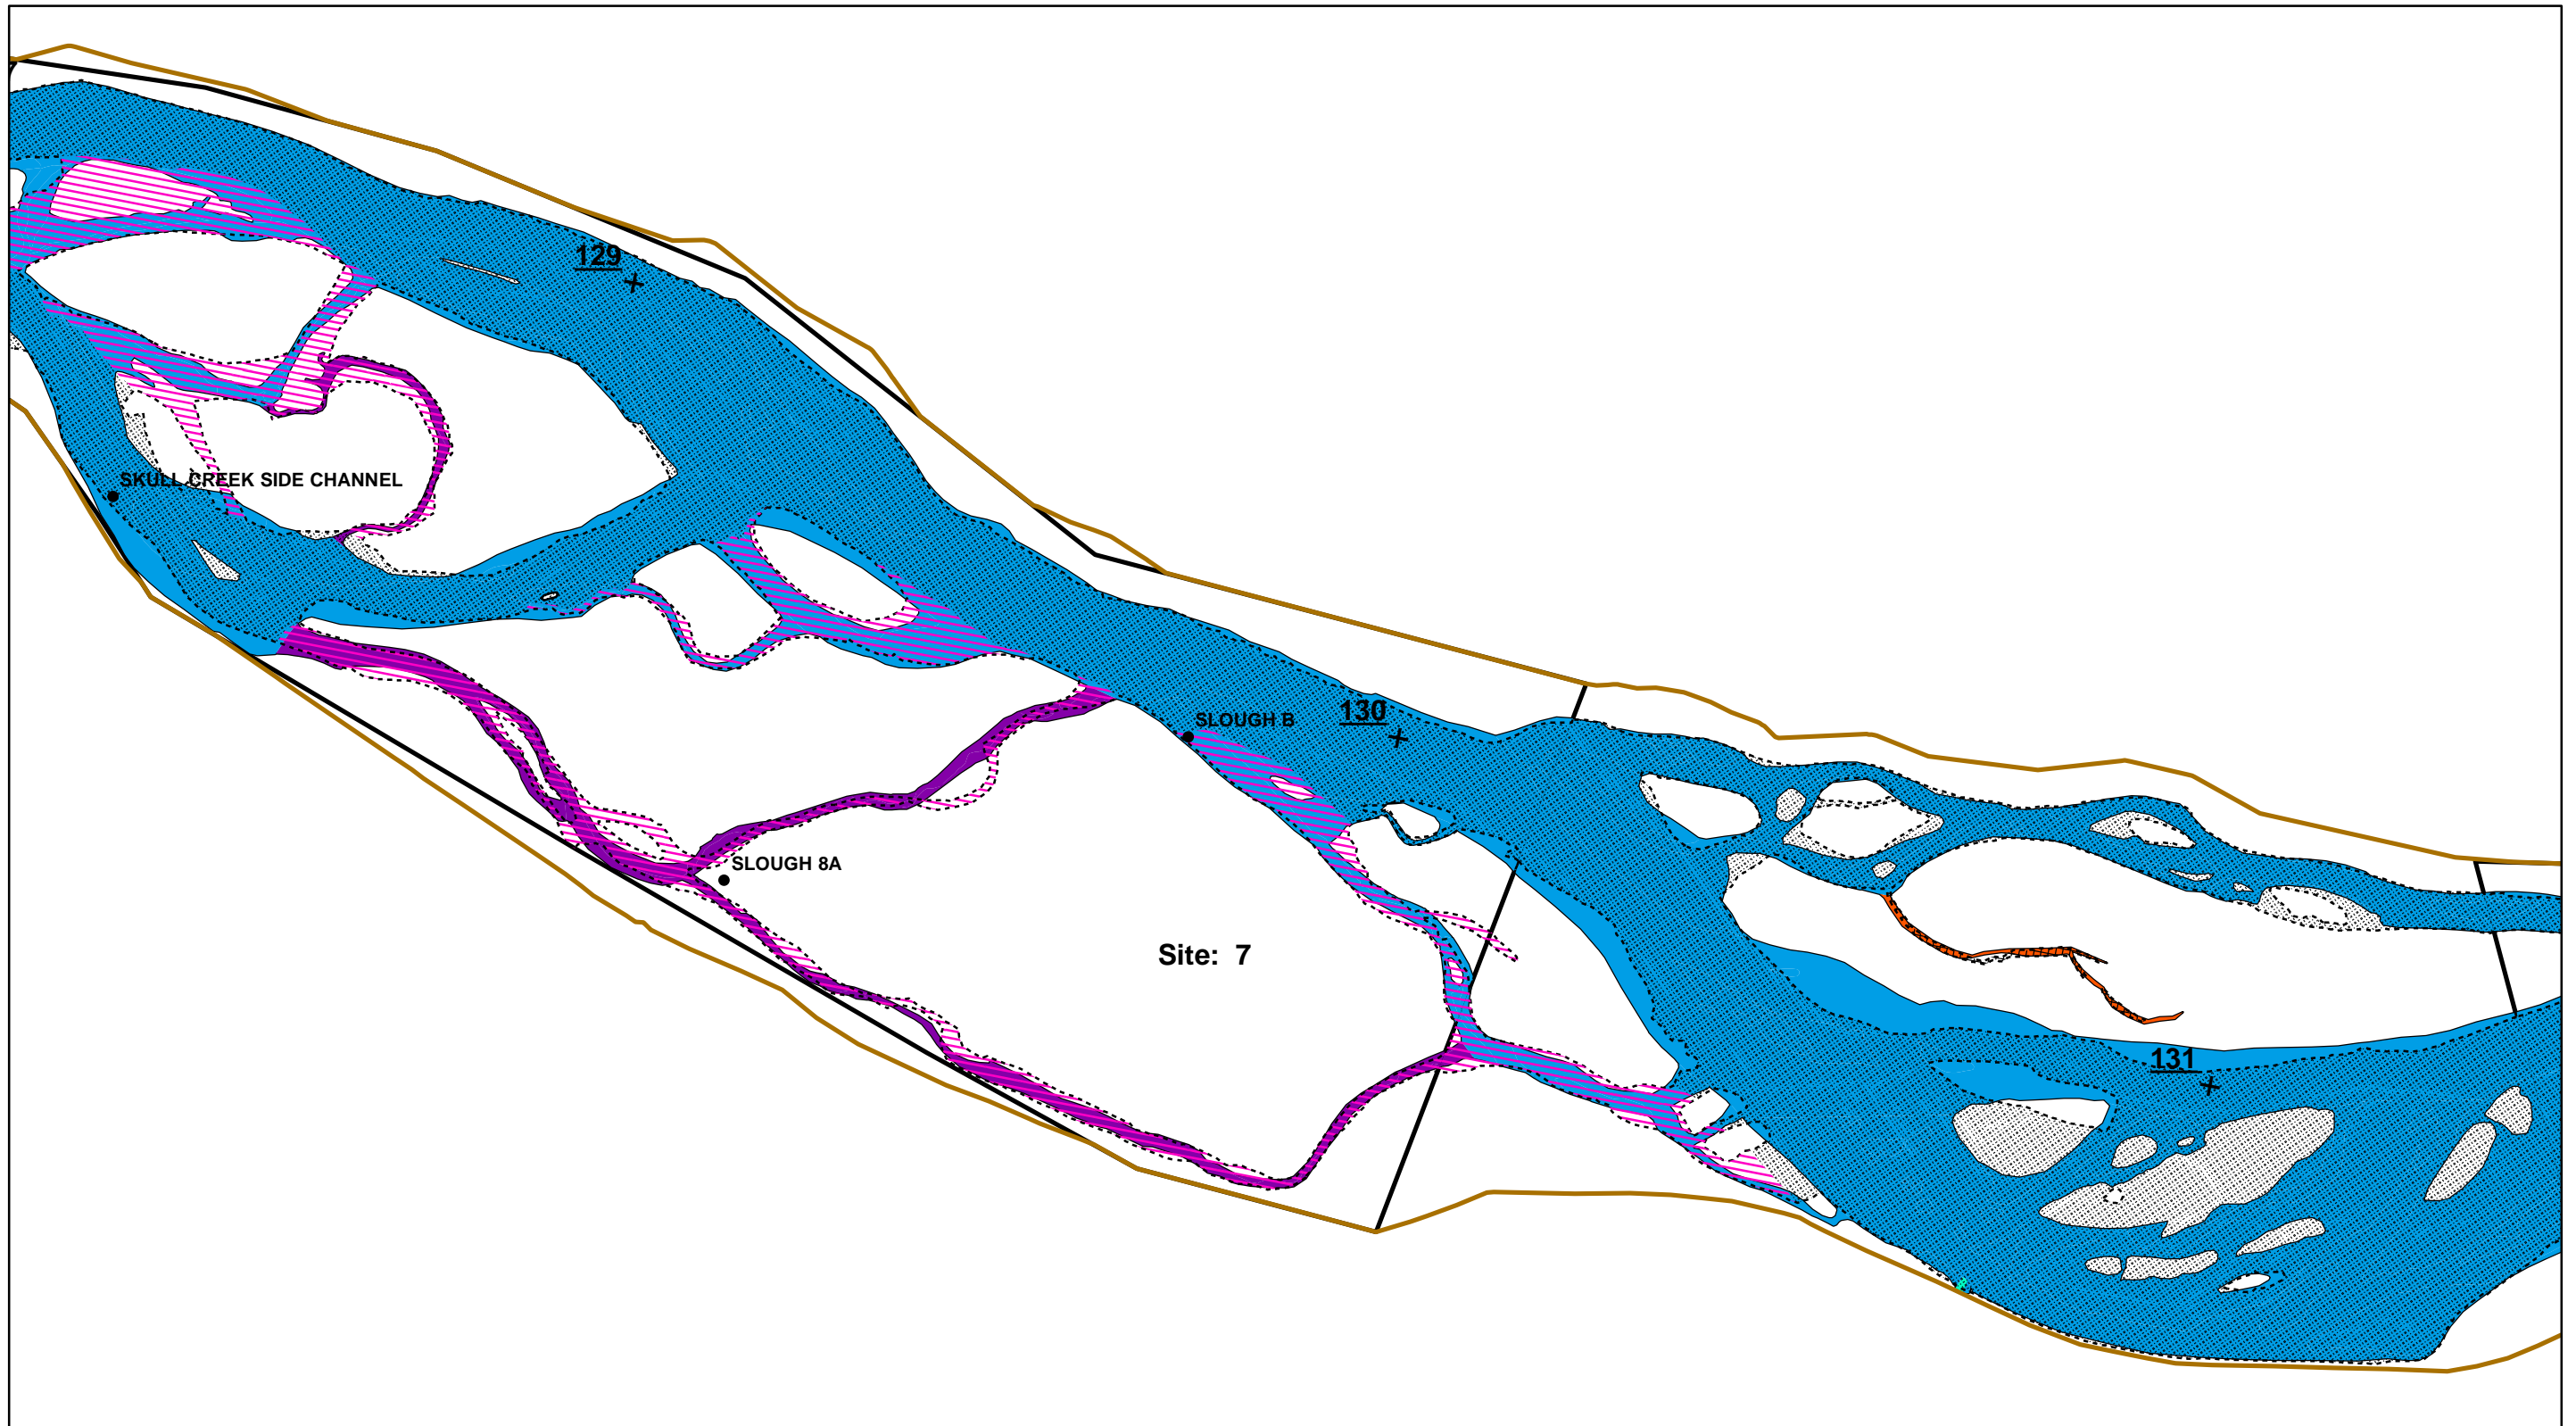 129
SKULL CREEK SIDE CHANNEL
SLOUGH B
130
SLOUGH 8A
Site: 7
131